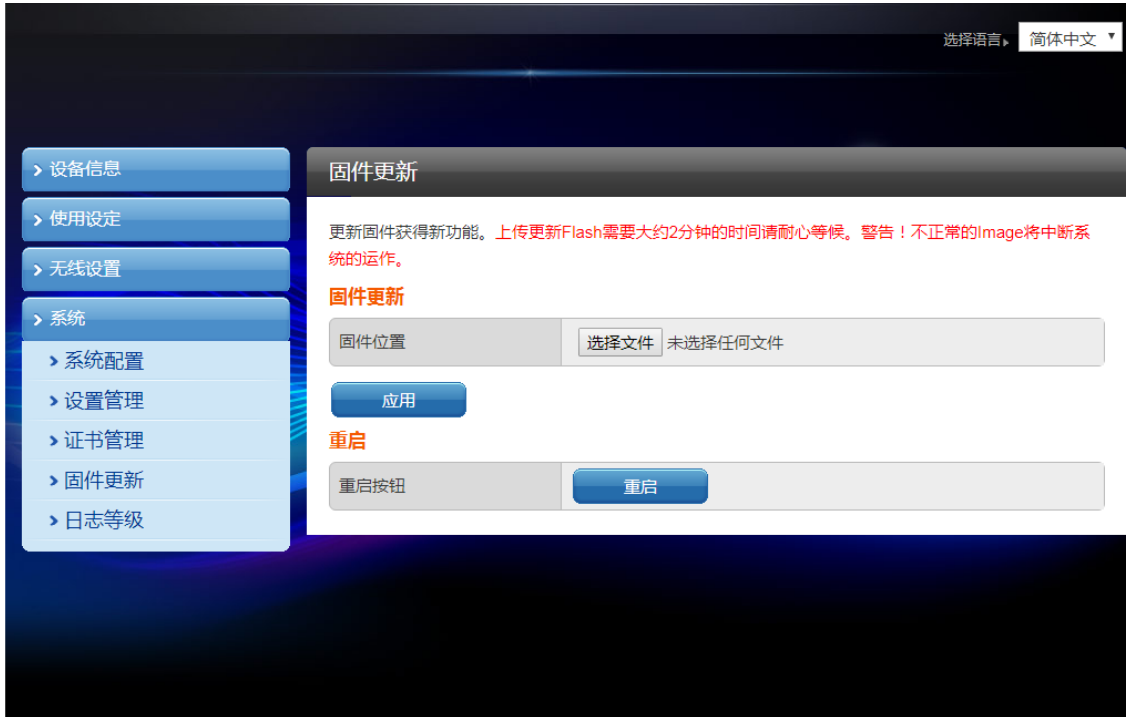 选择语言
简体中文
设备信息
使用设定
无线设置
系统
系统配置
设置管理
证书管理
固件更新
日志等级
固件更新
更新固件获得新功能。上传更新Flash需要大约2分钟的时间请耐心等候。警告！不正常的Image将中断系
统的运作。
固件更新
固件位置 选择文件 未选择任何文件
应用
重启
重启按钮 重启